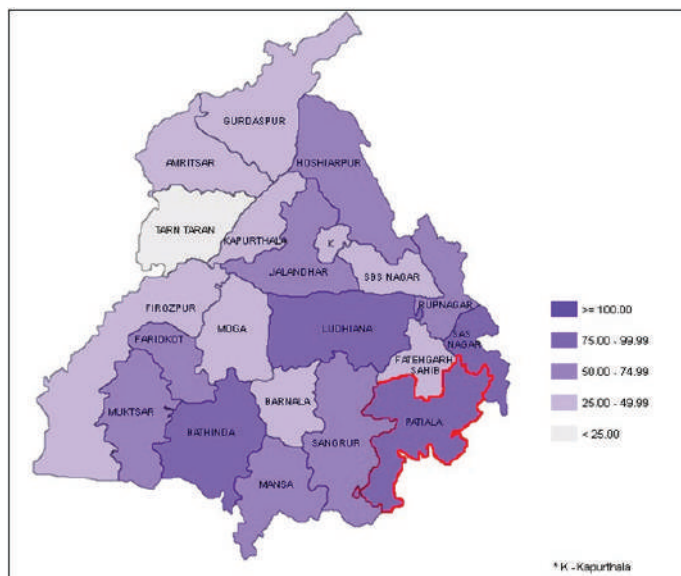 GURDASPUR
AMRITSAR
HOSHIARPUR
TARN TARAN
KAPURTHALA
K
JALANDHAR
SBS NAGAR
FIROZPUR
RUPNAGAR
MOGA
LUDHIANA
SAS
NAGAR
FARIDKOT
FATEHGARH
SAHIB
BARNALA
MUKTSAR
PATIALA
BATHINDA
SANGRUR
MANSA
>= 100.00
75.00 - 99.99
50.00 - 74.99
25.00 - 49.99
< 25.00
* K - Kapurthala